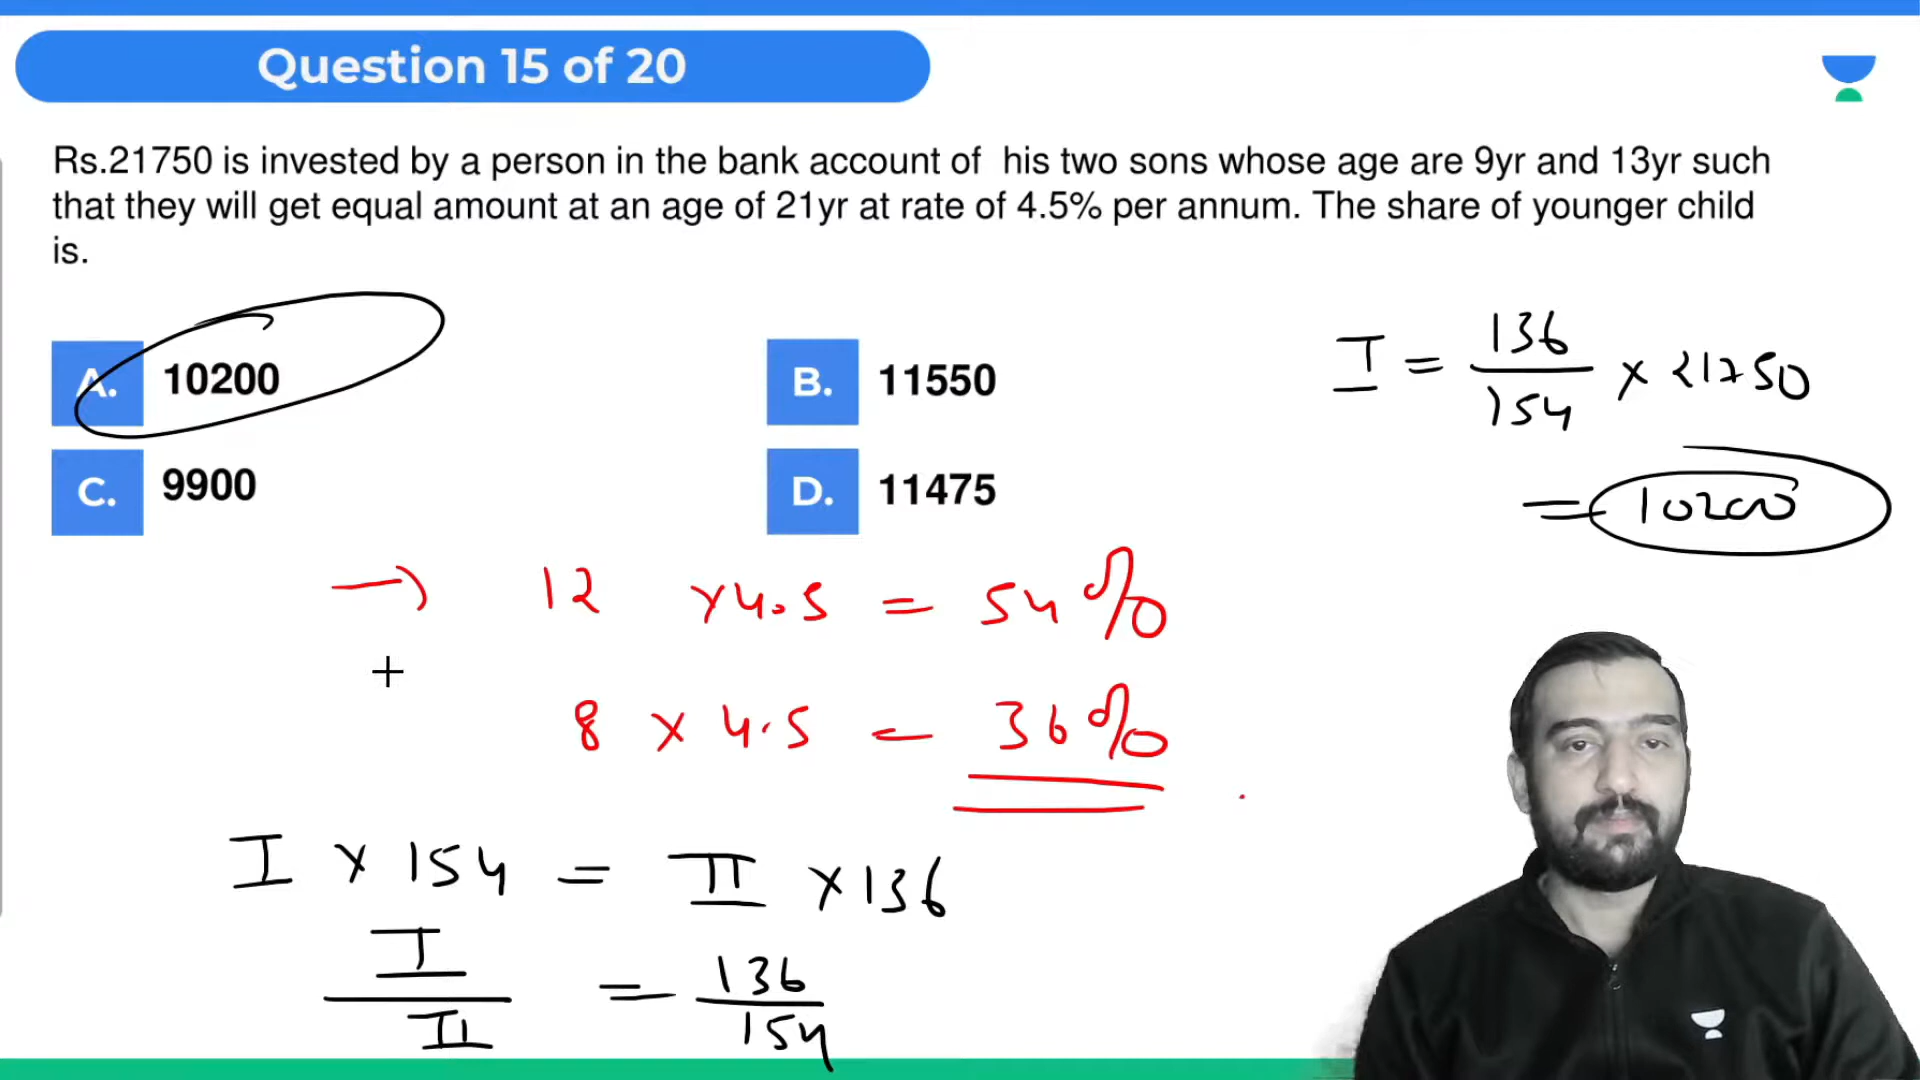 Question 15 of 20
Rs.21750 is invested by a person in the bank account of his two sons whose age are 9yr and 13yr such
that they will get equal amount at an age of 21yr at rate of 4.5% per annum. The share of younger child
is.
A. 10200
B. 11550
C. 9900
D. 11475
I = 136/154 × 21750
= 10200
→ 12 × 4.5 = 54%
+
8 × 4.5 = 36%
I × 154 = II × 136
I/II = 136/154